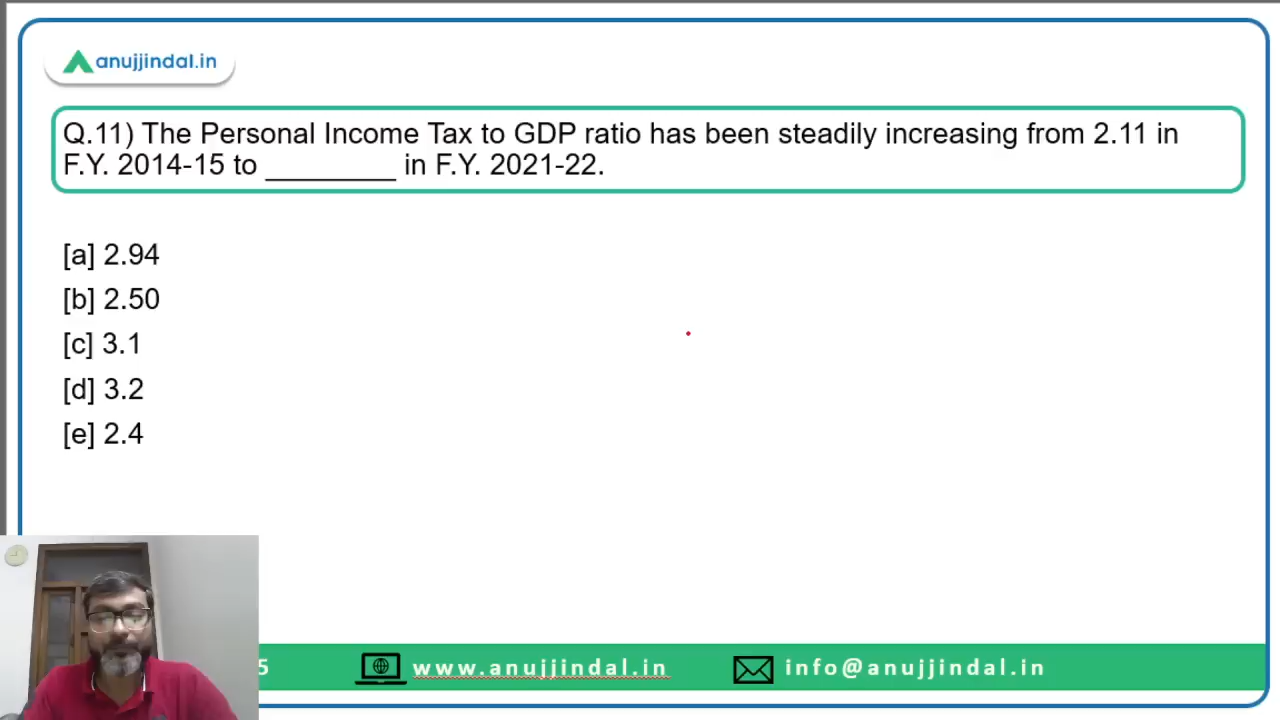 anujjindal.in
Q.11) The Personal Income Tax to GDP ratio has been steadily increasing from 2.11 in
F.Y. 2014-15 to _________ in F.Y. 2021-22.
[a] 2.94
[b] 2.50
[c] 3.1
[d] 3.2
[e] 2.4
5 www.anujjindal.in info@anujjindal.in